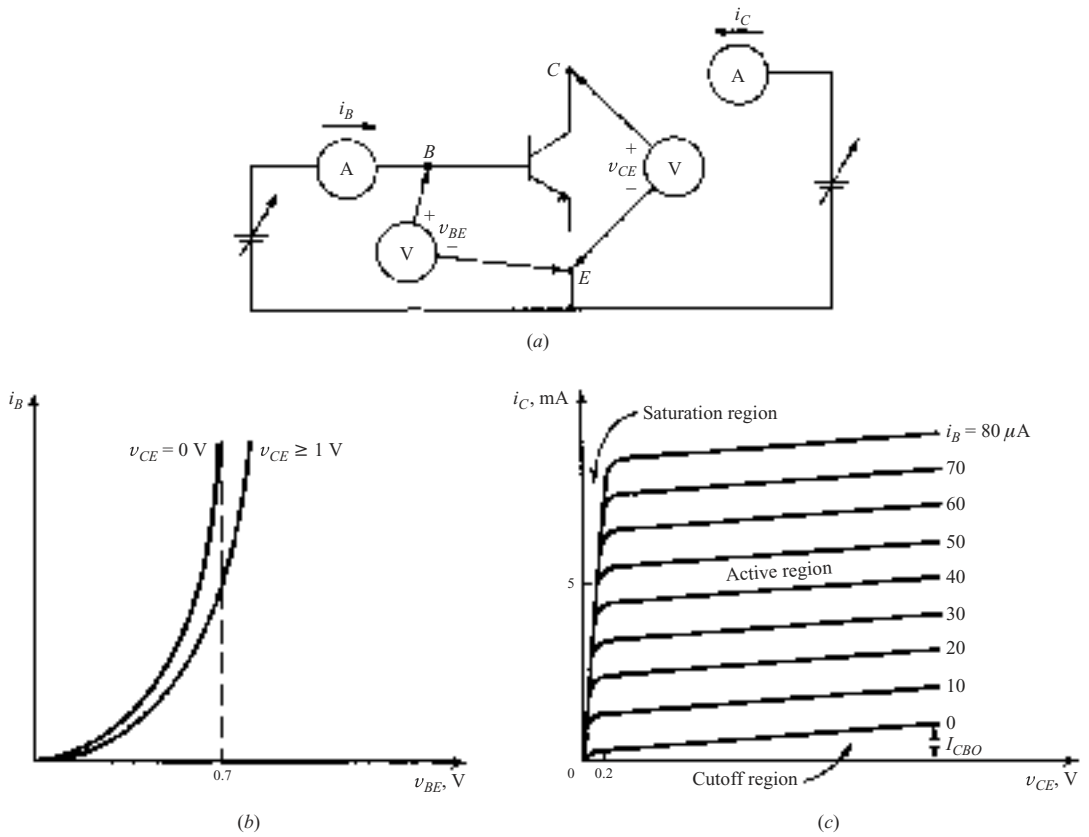 i_C
A
C
i_B
B
A
+
v_CE
−
V
+
v_BE
−
V
E
(a)
i_B
v_CE = 0 V
v_CE ≥ 1 V
0.7
v_BE, V
(b)
i_C, mA
Saturation region
i_B = 80 μA
70
60
50
Active region
5
40
30
20
10
0
I_CBO
Cutoff region
0
0.2
v_CE, V
(c)